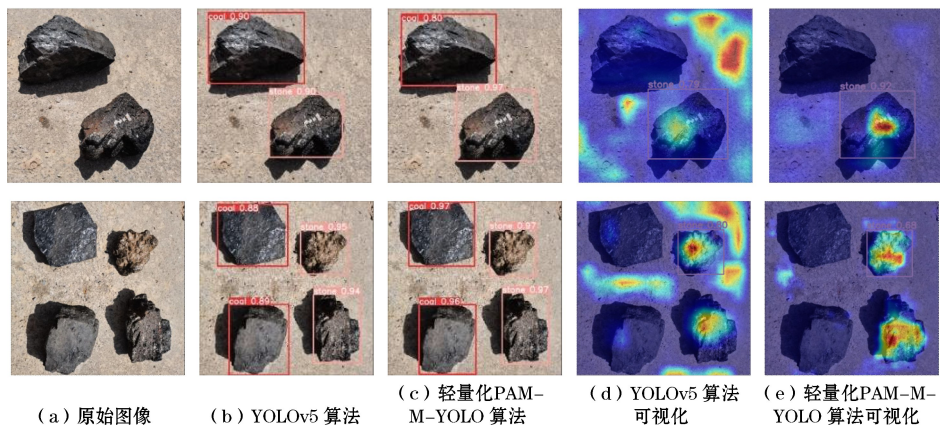 coal 0.90
stone 0.90
coal 0.80
stone 0.97
coal 0.88
stone 0.95
coal 0.89
stone 0.94
coal 0.97
stone 0.97
coal 0.96
stone 0.97
(a)原始图像
(b)YOLOv5 算法
(c)轻量化PAM-
M-YOLO 算法
(d)YOLOv5 算法
可视化
(e)轻量化PAM-M-
YOLO 算法可视化